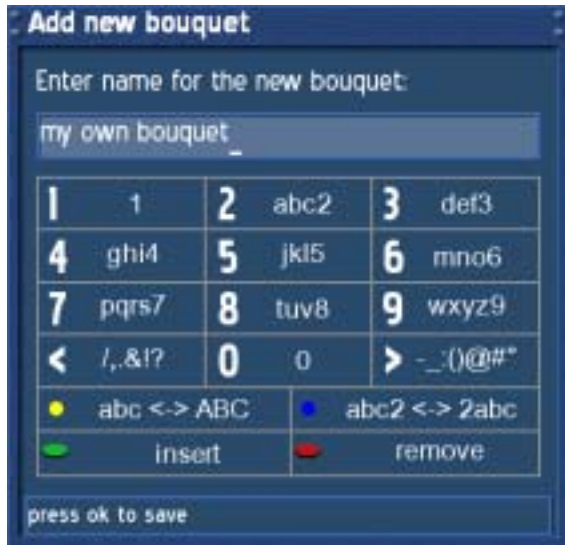 Add new bouquet
Enter name for the new bouquet:
my own bouquet_
1 1 2 abc2 3 def3
4 ghi4 5 jkl5 6 mno6
7 pqrs7 8 tuv8 9 wxyz9
< /,.&!? 0 0 > -_:()@#"
abc <-> ABC abc2 <-> 2abc
insert remove
press ok to save